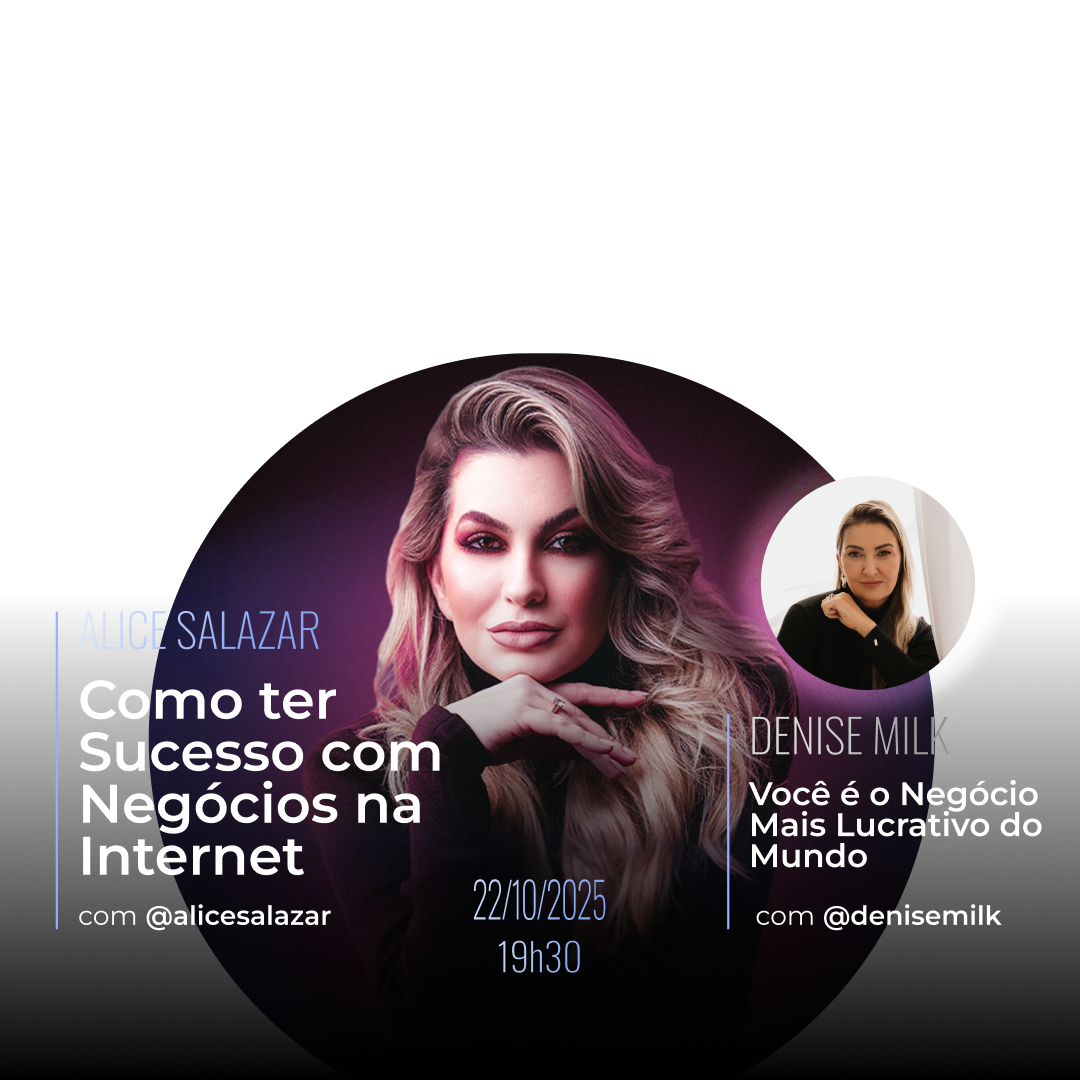 ALICE SALAZAR
Como ter
Sucesso com
Negócios na
Internet
com @alicesalazar
22/10/2025
19h30
DENISE MILK
Você é o Negócio
Mais Lucrativo do
Mundo
com @denisemilk